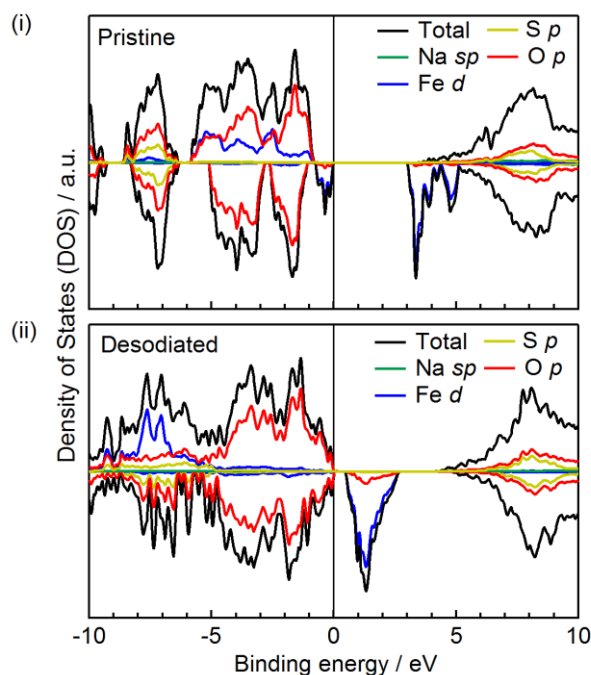 (i)
Pristine
Total
S p
Na sp
O p
Fe d
(ii)
Desodiated
Total
S p
Na sp
O p
Fe d
Density of States (DOS) / a.u.
-10 -5 0 5 10
Binding energy / eV